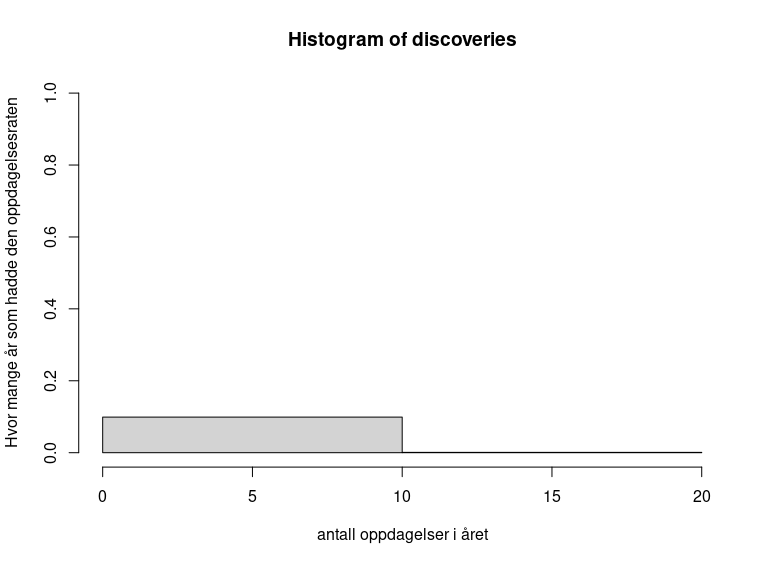 Histogram of discoveries
Hvor mange år som hadde den oppdagelsesraten
1.0
0.8
0.6
0.4
0.2
0.0
0 5 10 15 20
antall oppdagelser i året